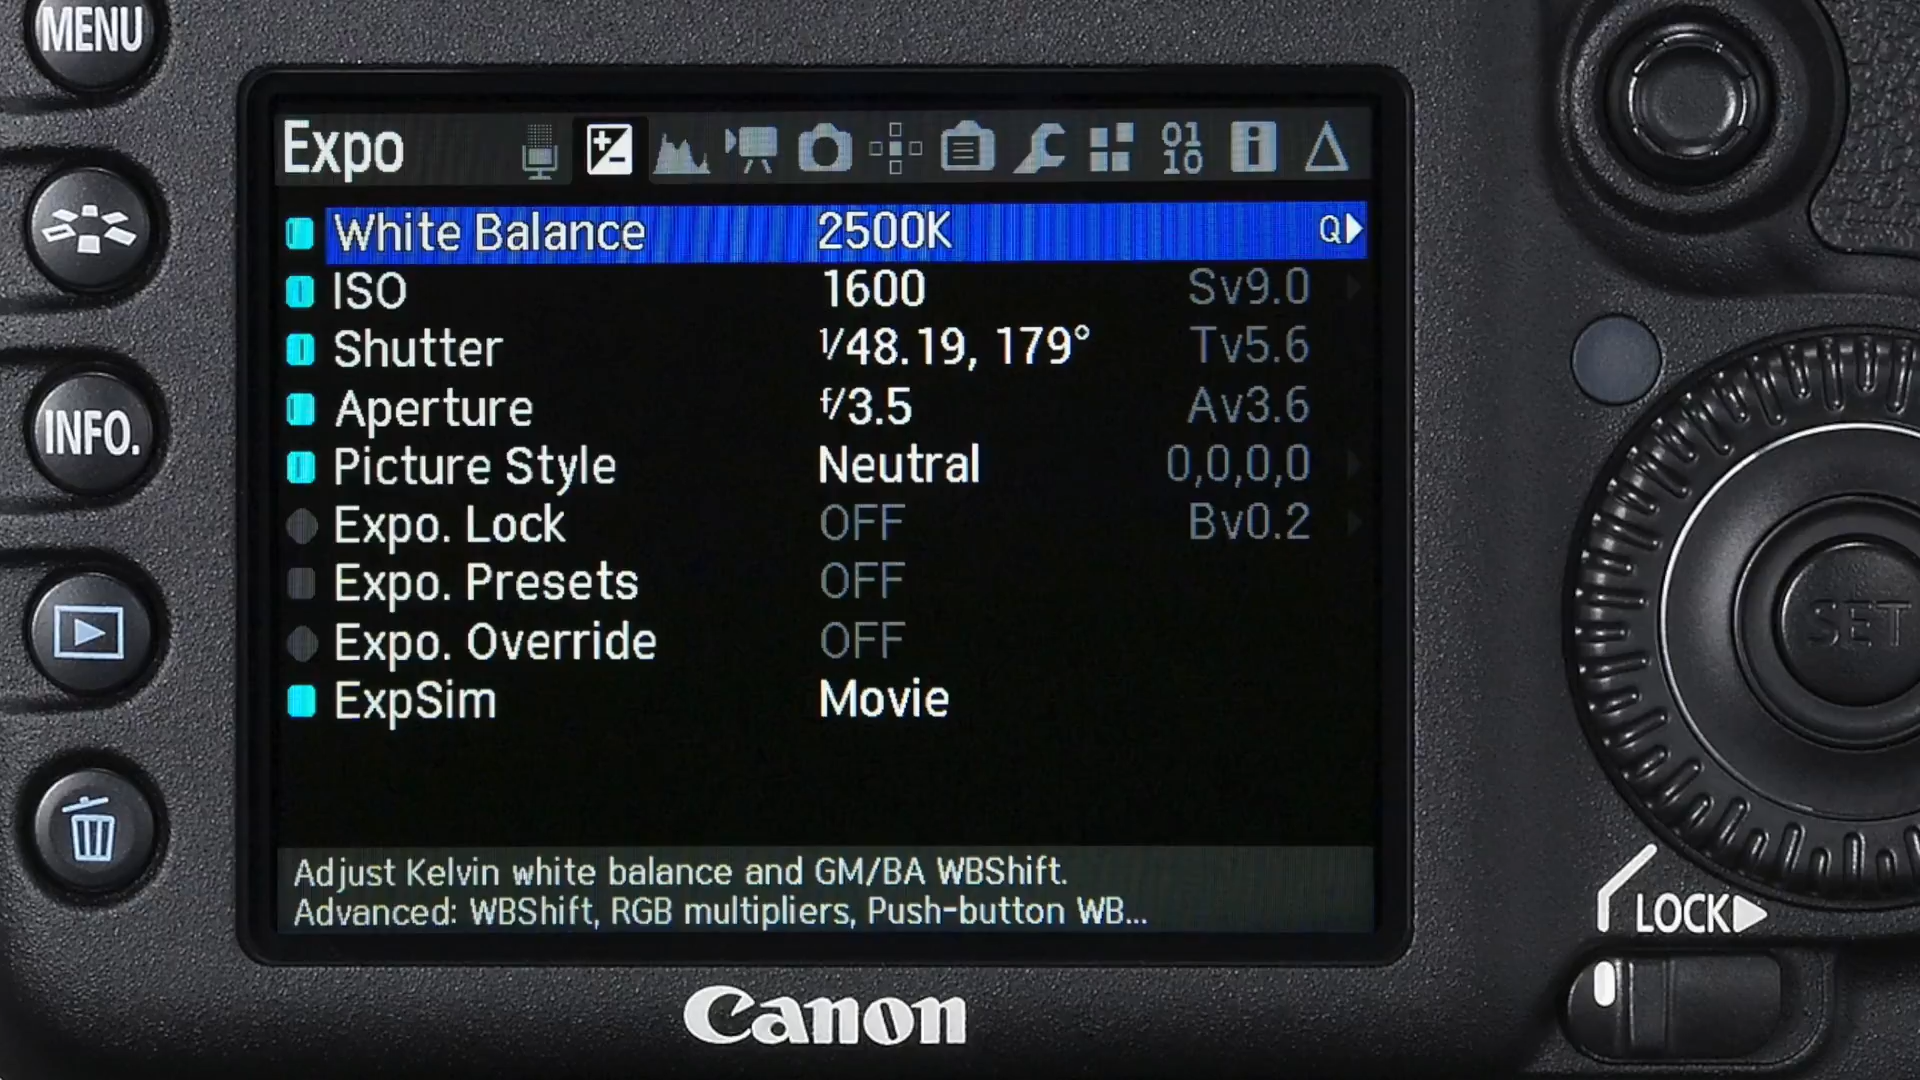 MENU
Expo
01
10
White Balance 2500K Q
ISO 1600 Sv9.0
Shutter 1/48.19, 179° Tv5.6
Aperture f/3.5 Av3.6
Picture Style Neutral 0,0,0,0
Expo. Lock OFF Bv0.2
Expo. Presets OFF
Expo. Override OFF
ExpSim Movie
Adjust Kelvin white balance and GM/BA WBShift.
Advanced: WBShift, RGB multipliers, Push-button WB...
INFO.
SET
LOCK
Canon